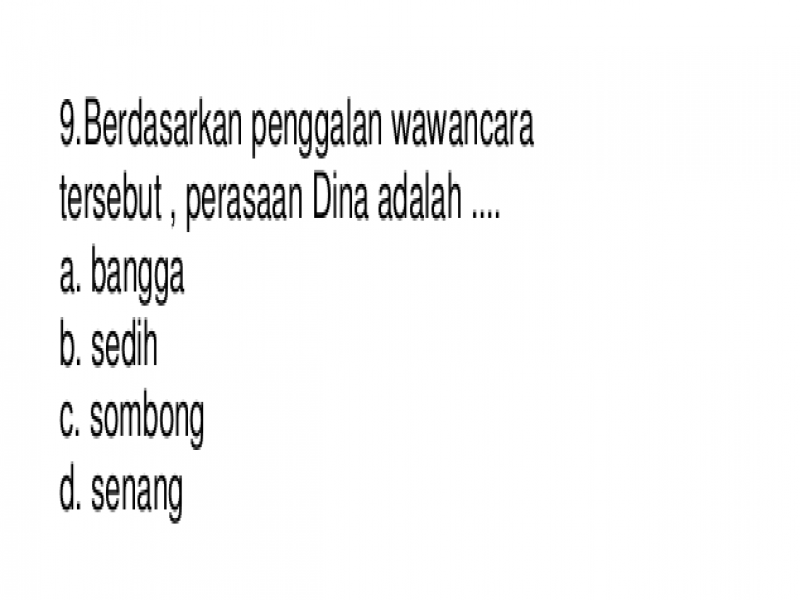 9.Berdasarkan penggalan wawancara
tersebut , perasaan Dina adalah ....
a. bangga
b. sedih
c. sombong
d. senang